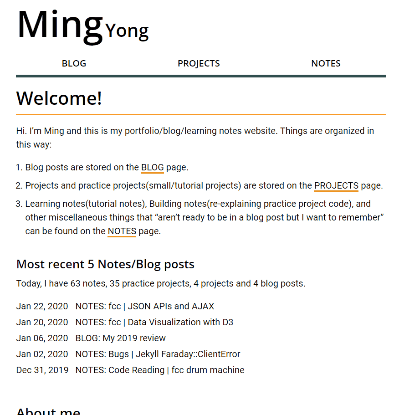 Ming Yong
BLOG PROJECTS NOTES
Welcome!
Hi. I'm Ming and this is my portfolio/blog/learning notes website. Things are organized in
this way:
1. Blog posts are stored on the BLOG page.
2. Projects and practice projects(small/tutorial projects) are stored on the PROJECTS page.
3. Learning notes(tutorial notes), Building notes(re-explaining practice project code), and
other miscellaneous things that “aren’t ready to be in a blog post but I want to remember”
can be found on the NOTES page.
Most recent 5 Notes/Blog posts
Today, I have 63 notes, 35 practice projects, 4 projects and 4 blog posts.
Jan 22, 2020 NOTES: fcc | JSON APIs and AJAX
Jan 20, 2020 NOTES: fcc | Data Visualization with D3
Jan 06, 2020 BLOG: My 2019 review
Jan 02, 2020 NOTES: Bugs | Jekyll Faraday::ClientError
Dec 31, 2019 NOTES: Code Reading | fcc drum machine
About me